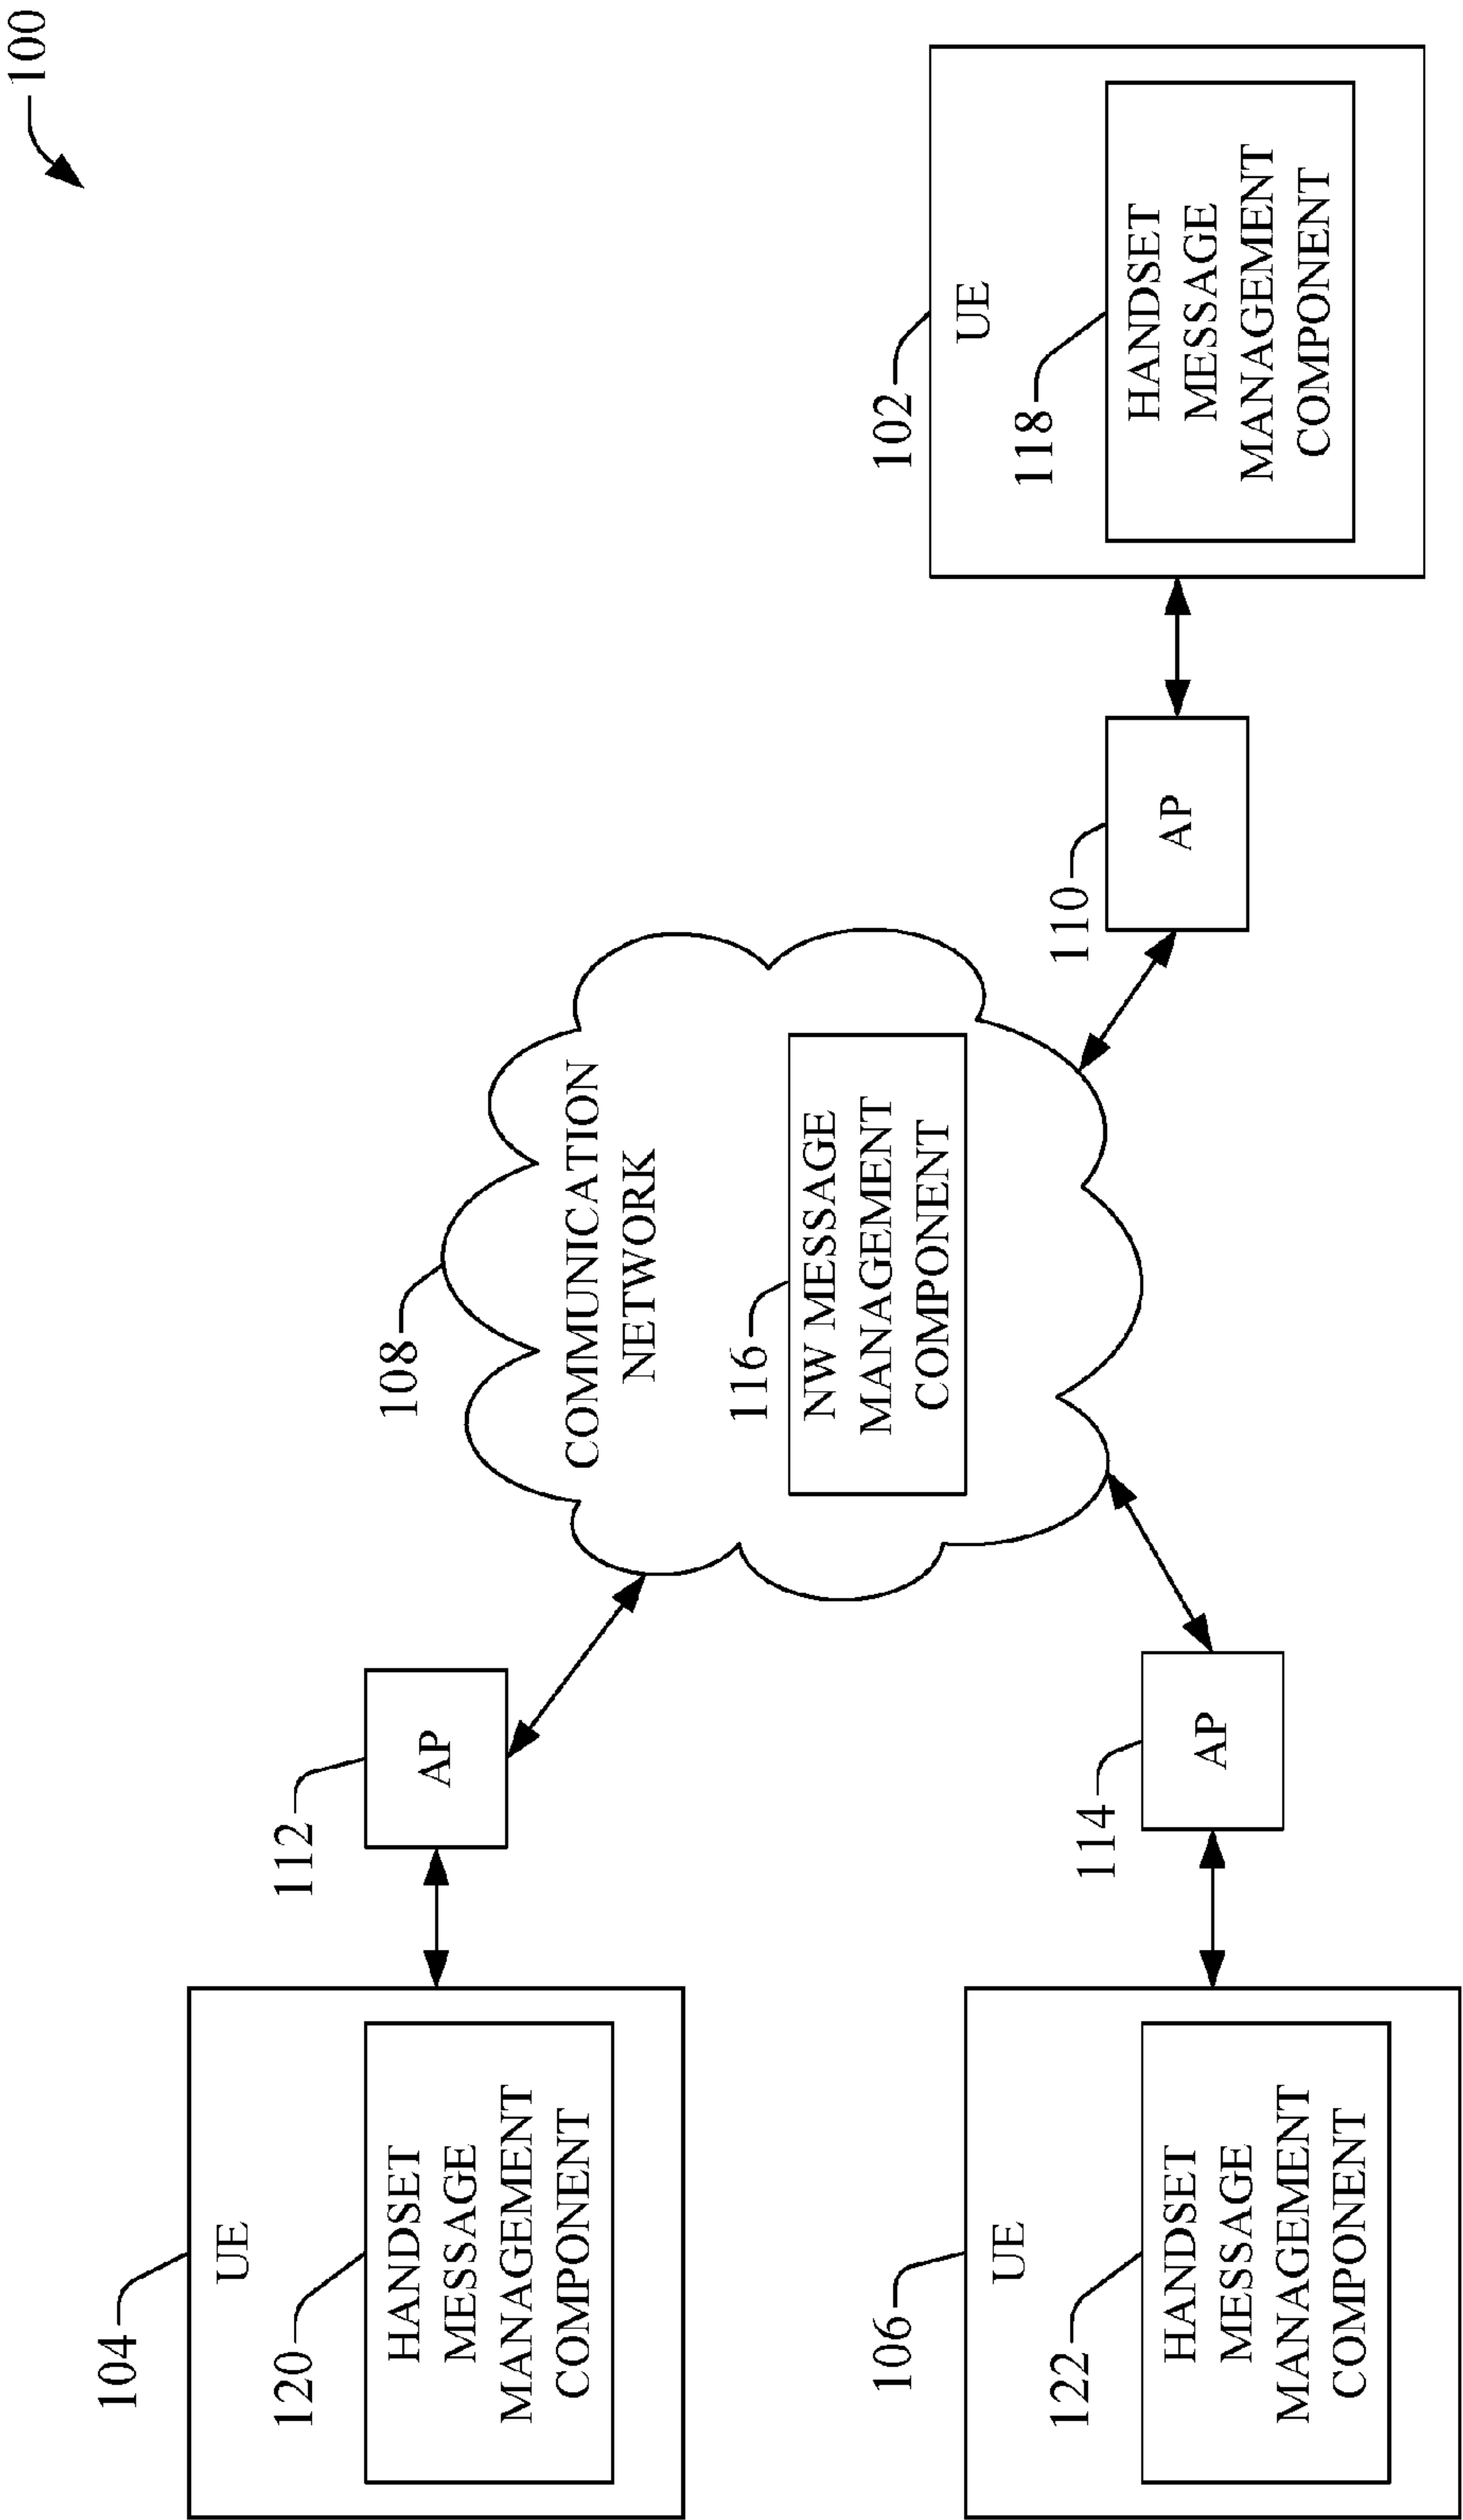 100
104
UE
120
HANDSET
MESSAGE
MANAGEMENT
COMPONENT
112
AP
108
COMMUNICATION
NETWORK
116
NW MESSAGE
MANAGEMENT
COMPONENT
106
UE
122
HANDSET
MESSAGE
MANAGEMENT
COMPONENT
114
AP
110
AP
102
UE
118
HANDSET
MESSAGE
MANAGEMENT
COMPONENT